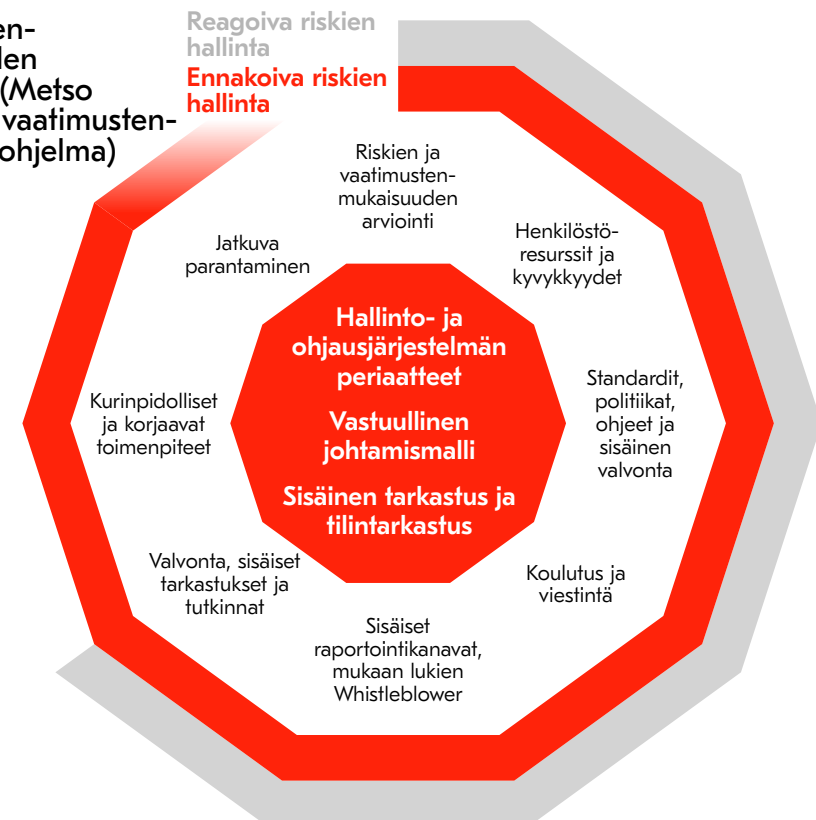 en-
den
(Metso
vaatimusten-
ohjelma)
Reagoiva riskien
hallinta
Ennakoiva riskien
hallinta
Riskien ja
vaatimusten-
mukaisuuden
arviointi
Henkilöstö-
resurssit ja
kyvykkyydet
Standardit,
politiikat,
ohjeet ja
sisäinen
valvonta
Koulutus ja
viestintä
Sisäiset
raportointikanavat,
mukaan lukien
Whistleblower
Valvonta, sisäiset
tarkastukset ja
tutkinnat
Kurinpidolliset
ja korjaavat
toimenpiteet
Jatkuva
parantaminen
Hallinto- ja
ohjausjärjestelmän
periaatteet
Vastuullinen
johtamismalli
Sisäinen tarkastus ja
tilintarkastus